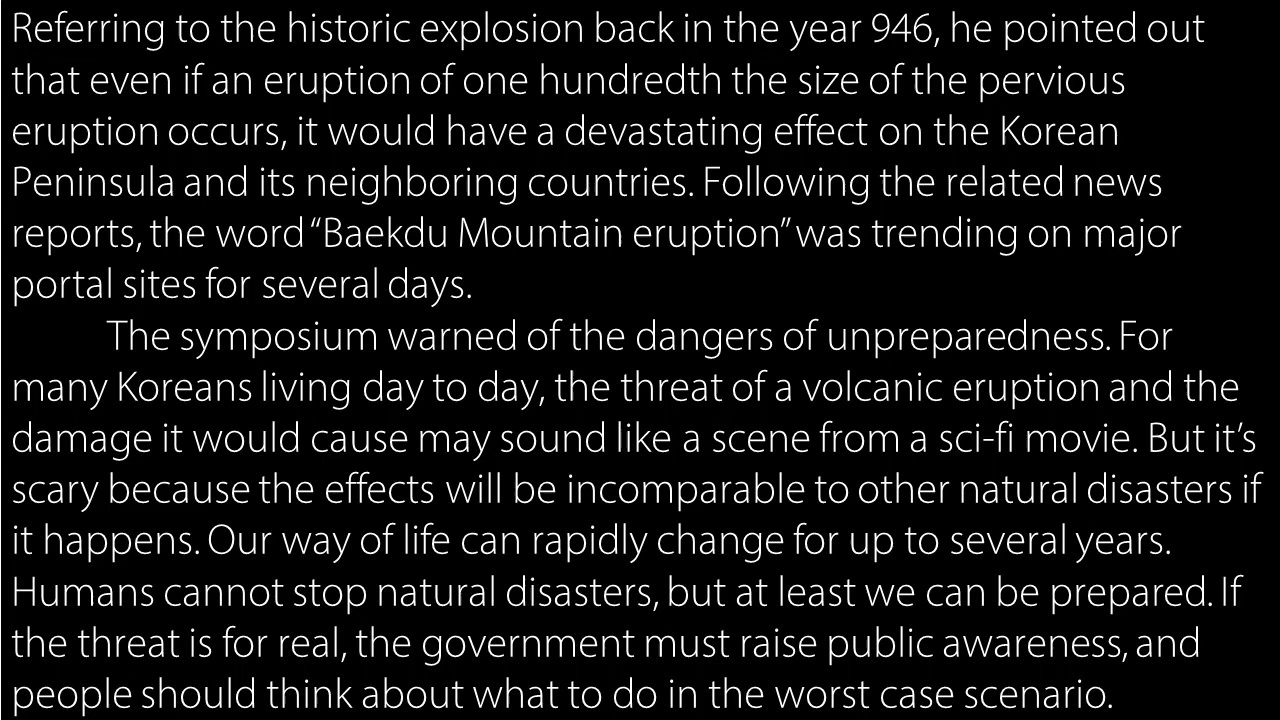 Referring to the historic explosion back in the year 946, he pointed out
that even if an eruption of one hundredth the size of the pervious
eruption occurs, it would have a devastating effect on the Korean
Peninsula and its neighboring countries. Following the related news
reports, the word “Baekdu Mountain eruption” was trending on major
portal sites for several days.
The symposium warned of the dangers of unpreparedness. For
many Koreans living day to day, the threat of a volcanic eruption and the
damage it would cause may sound like a scene from a sci-fi movie. But it’s
scary because the effects will be incomparable to other natural disasters if
it happens. Our way of life can rapidly change for up to several years.
Humans cannot stop natural disasters, but at least we can be prepared. If
the threat is for real, the government must raise public awareness, and
people should think about what to do in the worst case scenario.